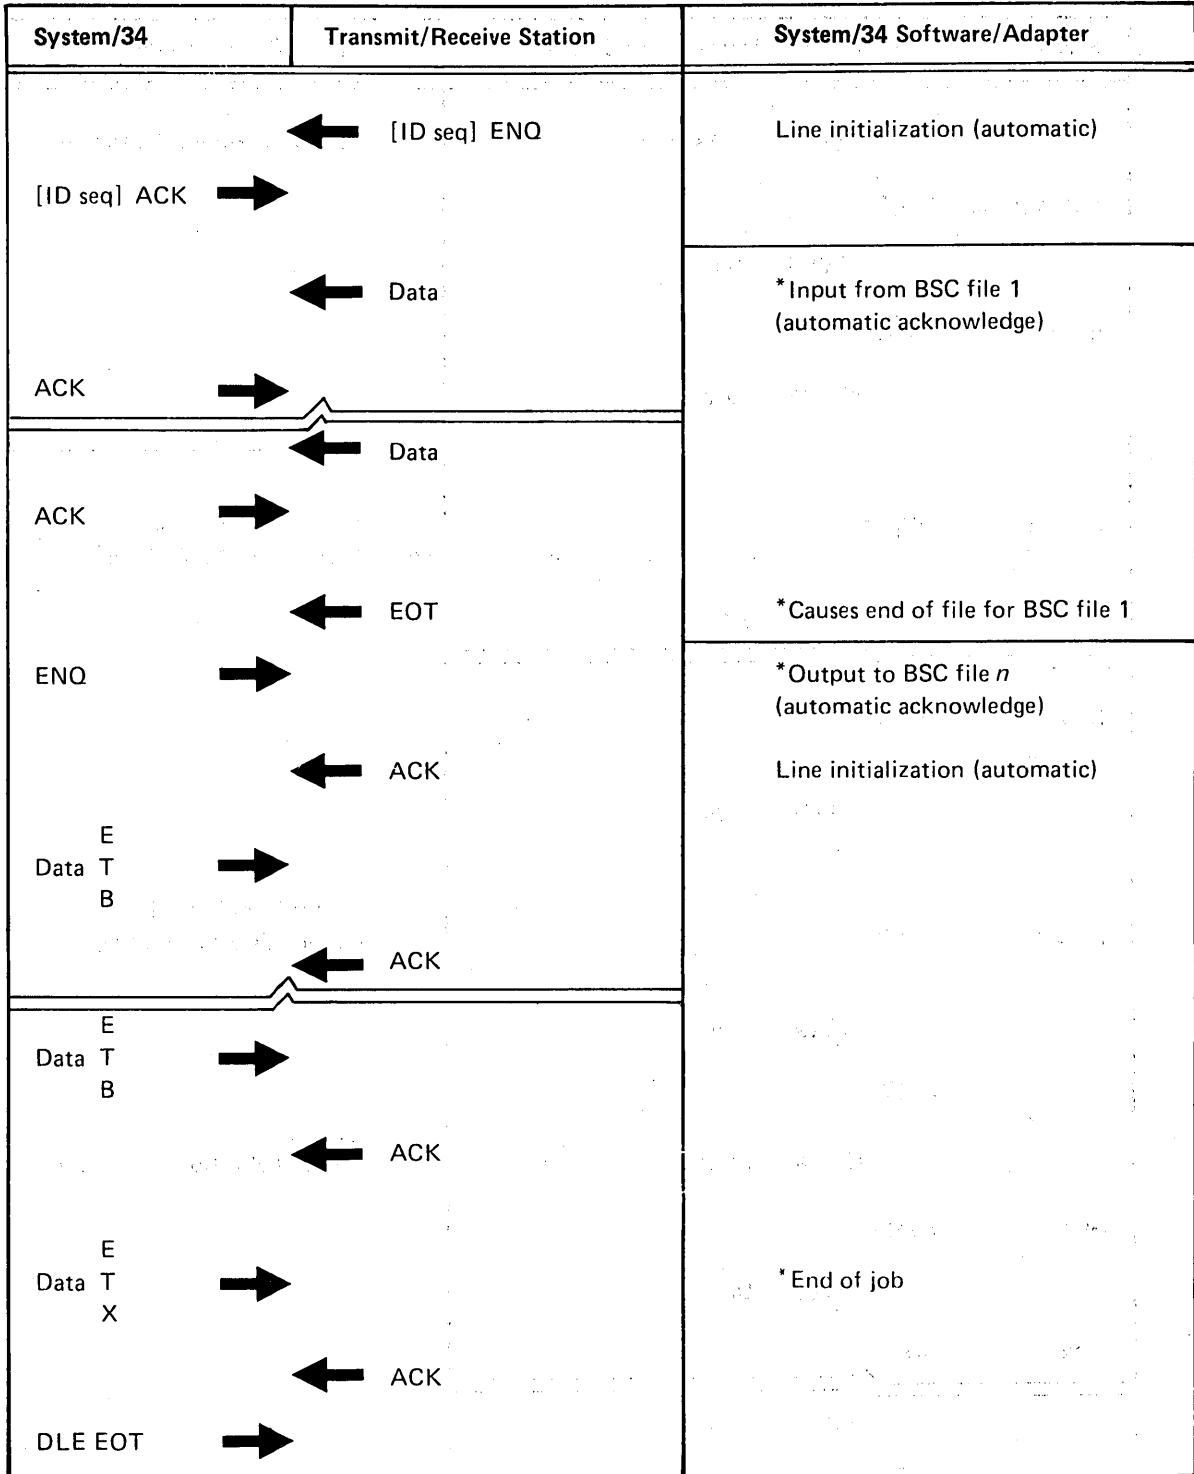 System/34 Transmit/Receive Station System/34 Software/Adapter
[ID seq] ENQ Line initialization (automatic)
[ID seq] ACK
Data *Input from BSC file 1
(automatic acknowledge)
ACK
Data
ACK
EOT *Causes end of file for BSC file 1
ENQ *Output to BSC file n
(automatic acknowledge)
ACK Line initialization (automatic)
E
Data T
B
ACK
E
Data T
B
ACK
E
Data T *End of job
X
ACK
DLE EOT